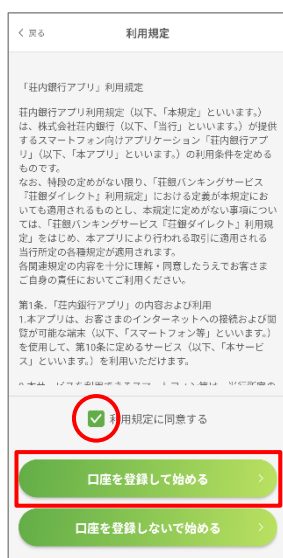 戻る
利用規定
「荘内銀行アプリ」利用規定
荘内銀行アプリ利用規定（以下、「本規定」といいます。）
は、株式会社荘内銀行（以下、「当行」といいます。）が提供
するスマートフォン向けアプリケーション「荘内銀行アプ
リ」（以下、「本アプリ」といいます。）の利用条件を定める
ものです。
なお、特段の定めがない限り、「荘銀バンキングサービス
『荘銀ダイレクト』利用規定」における定義が本規定にお
いても適用されるものとし、本規定に定めがない事項につい
ては、「荘銀バンキングサービス『荘銀ダイレクト』利用規
定」をはじめ、本アプリにより行われる取引に適用される
当行所定の各種規定が適用されます。
各関連規定の内容を十分に理解・同意したうえでお客さま
ご自身の責任においてご利用ください。
第1条.「荘内銀行アプリ」の内容および利用
1.本アプリは、お客さまのインターネットへの接続および閲
覧が可能な端末（以下、「スマートフォン等」といいます。）
を使用して、第10条に定めるサービス（以下、「本サービ
ス」といいます。）を利用いただけます。
利用規定に同意する
口座を登録して始める
口座を登録しないで始める